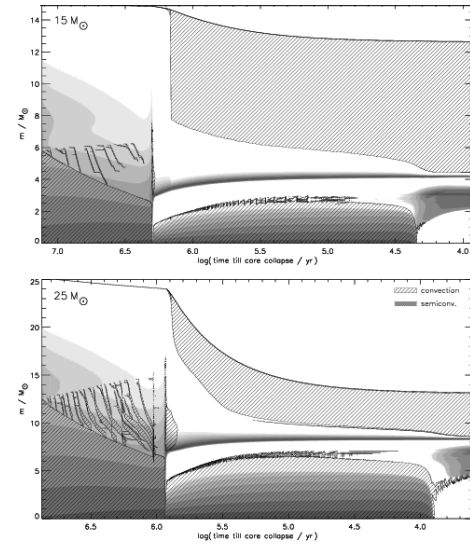 15 M⊙
14
12
10
8
6
4
2
0
m / M⊙
7.0 6.0 5.5 5.0 4.5 4.0
log(time till core collapse / yr)
25 M⊙
convection
semiconv.
25
20
15
10
5
0
m / M⊙
6.5 6.0 5.5 5.0 4.5 4.0
log(time till core collapse / yr)